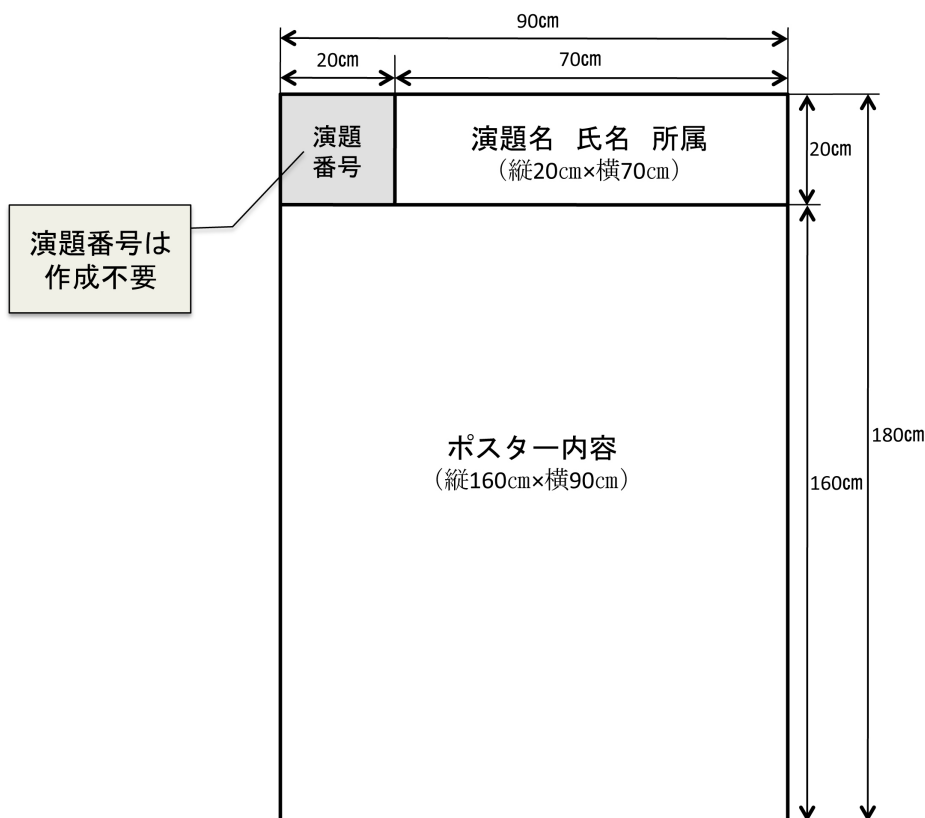 90㎝
20㎝
70㎝
演題
番号
演題名 氏名 所属
（縦20㎝×横70㎝）
20㎝
演題番号は
作成不要
ポスター内容
（縦160㎝×横90㎝）
180㎝
160㎝